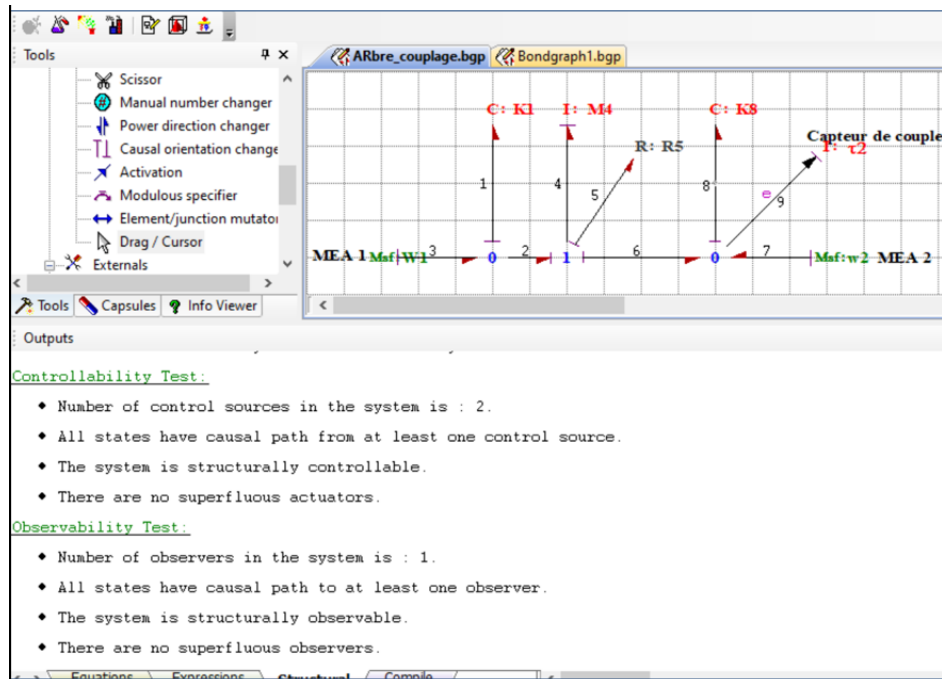 Tools
ARbre_couplage.bgp
Bondgraph1.bgp
Scissor
Manual number changer
Power direction changer
Causal orientation change
Activation
Modulous specifier
Element/junction mutator
Drag / Cursor
Externals
Tools
Capsules
Info Viewer
C: K1
I: M4
C: K8
R: R5
Capteur de couple
τ2
1
4
5
8
e
9
MEA 1
Msf
W1
3
0
2
1
6
0
7
Msf:w2
MEA 2
Outputs
Controllability Test:
Number of control sources in the system is : 2.
All states have causal path from at least one control source.
The system is structurally controllable.
There are no superfluous actuators.
Observability Test:
Number of observers in the system is : 1.
All states have causal path to at least one observer.
The system is structurally observable.
There are no superfluous observers.
Equations
Expressions
Structural
Compile